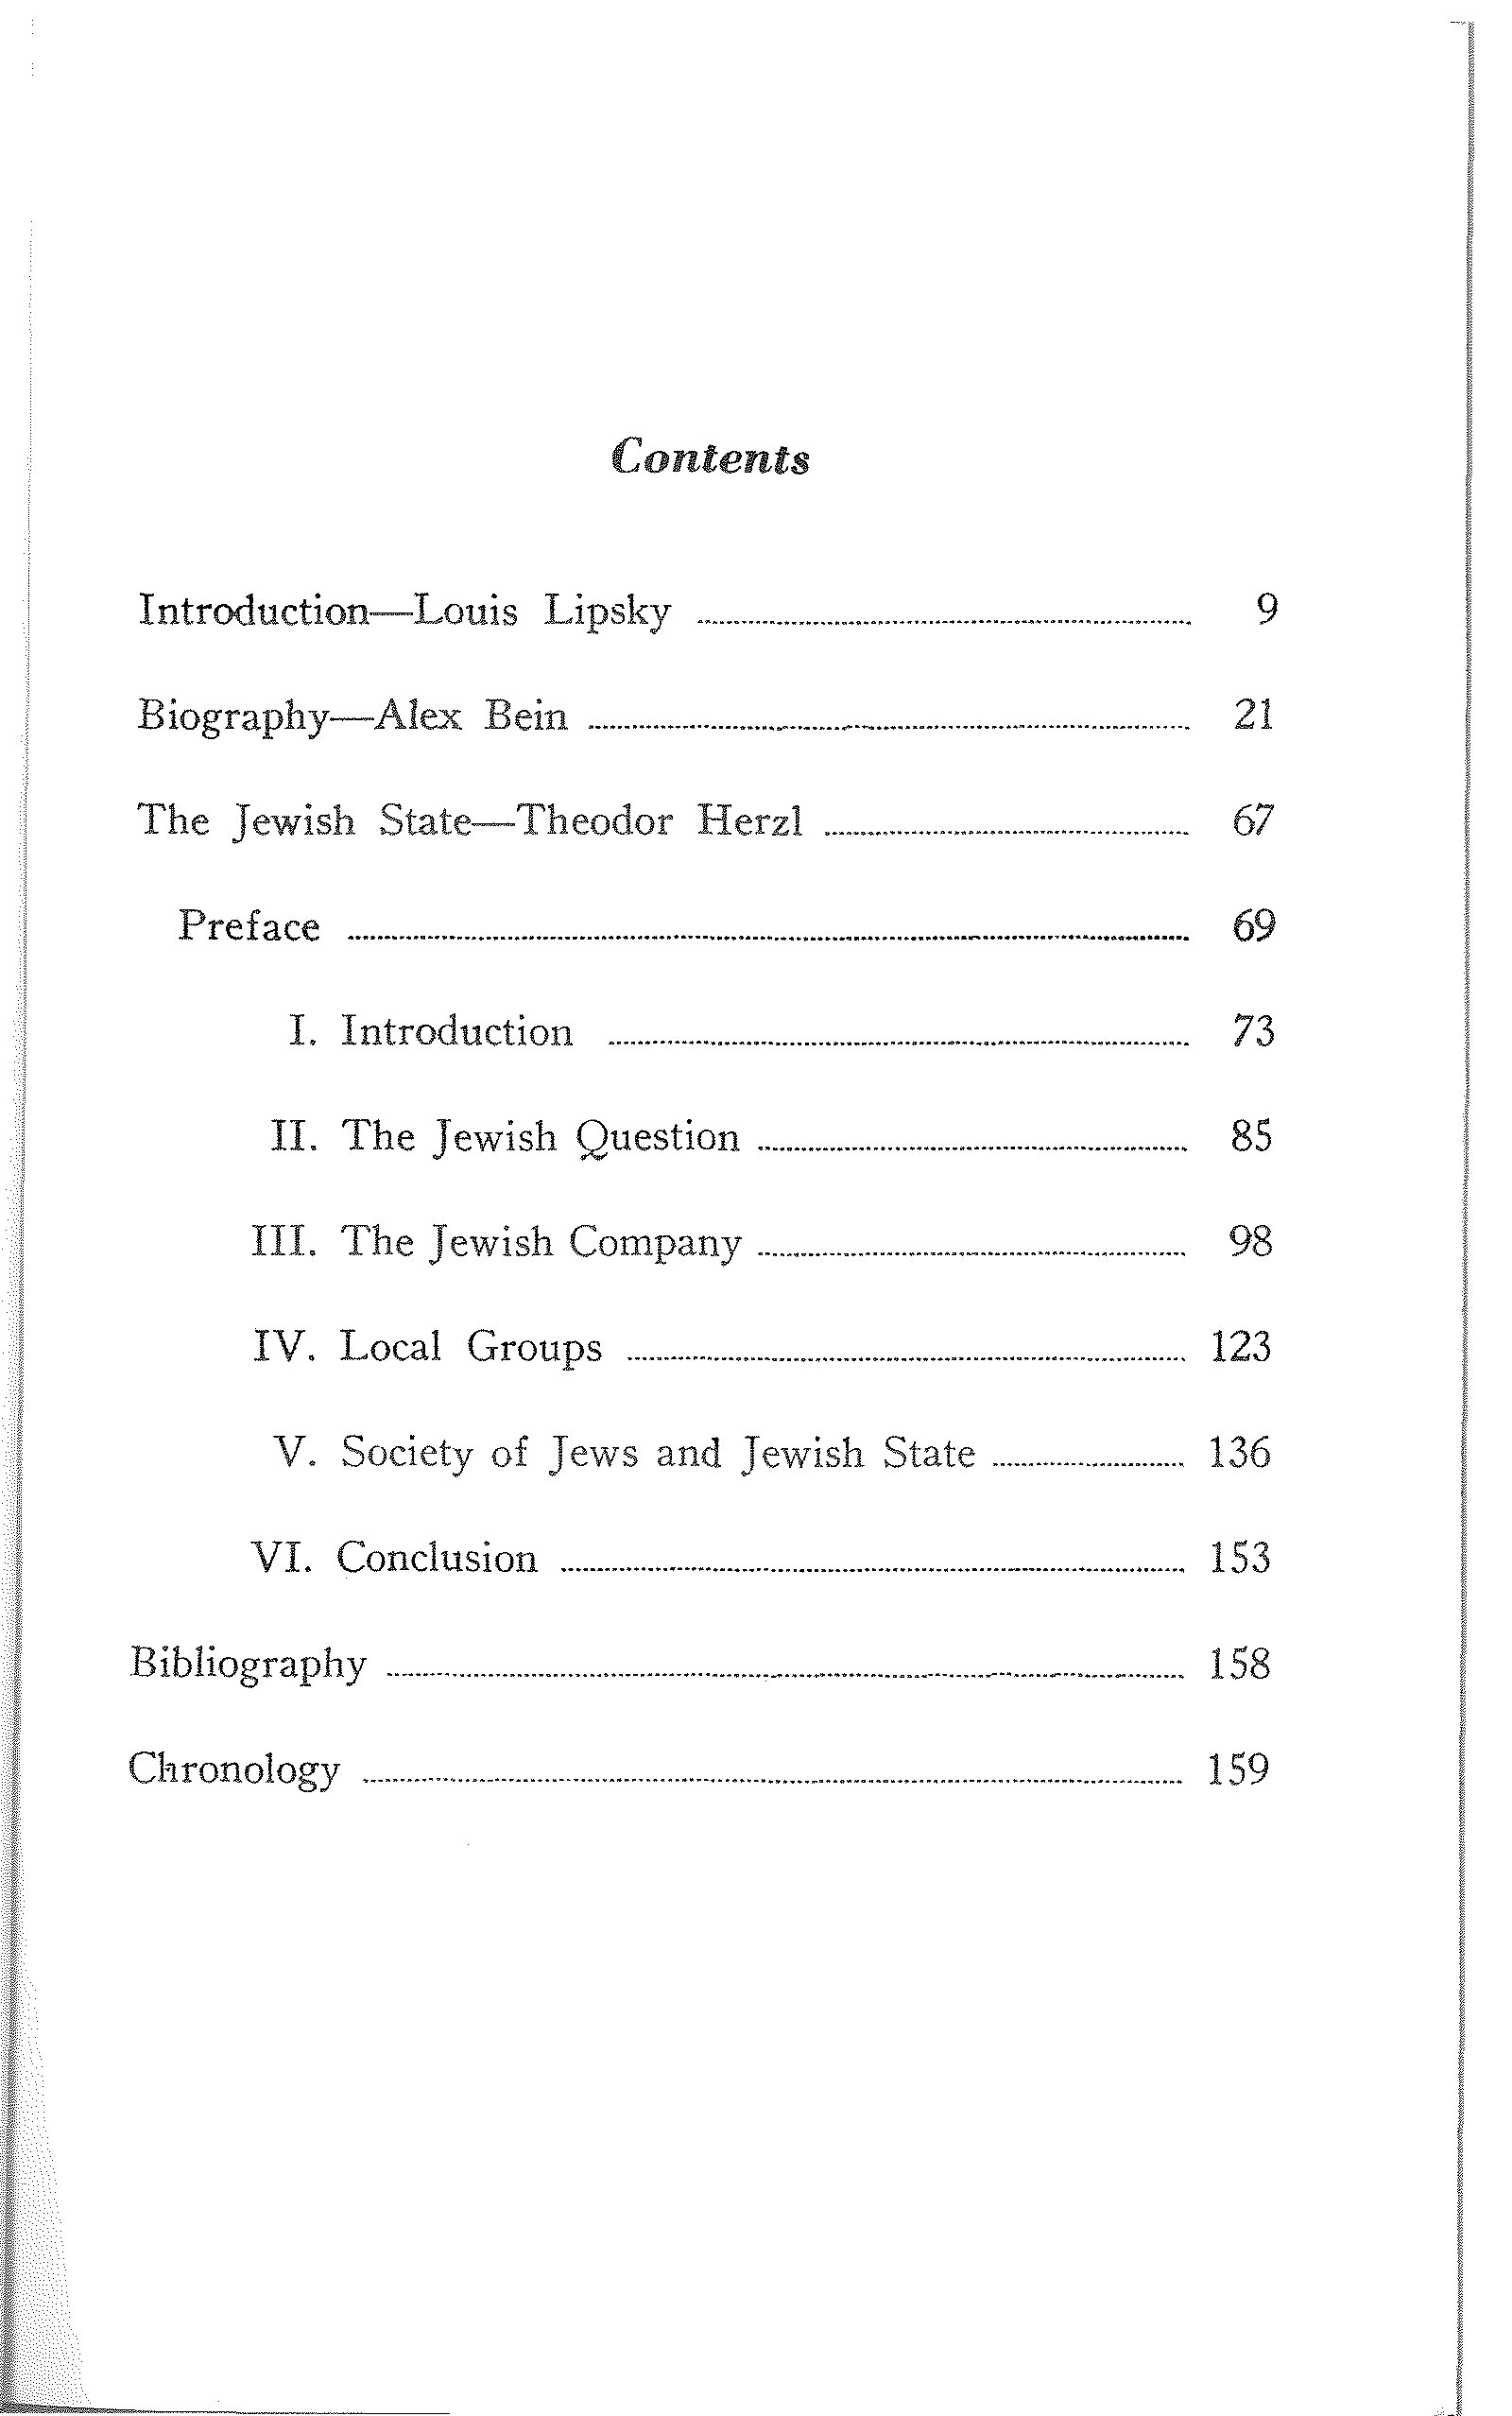 Contents
Introduction—Louis Lipsky ........ 9
Biography—Alex Bein ........ 21
The Jewish State—Theodor Herzl ........ 67
Preface ........ 69
I. Introduction ........ 73
II. The Jewish Question ........ 85
III. The Jewish Company ........ 98
IV. Local Groups ........ 123
V. Society of Jews and Jewish State ........ 136
VI. Conclusion ........ 153
Bibliography ........ 158
Chronology ........ 159